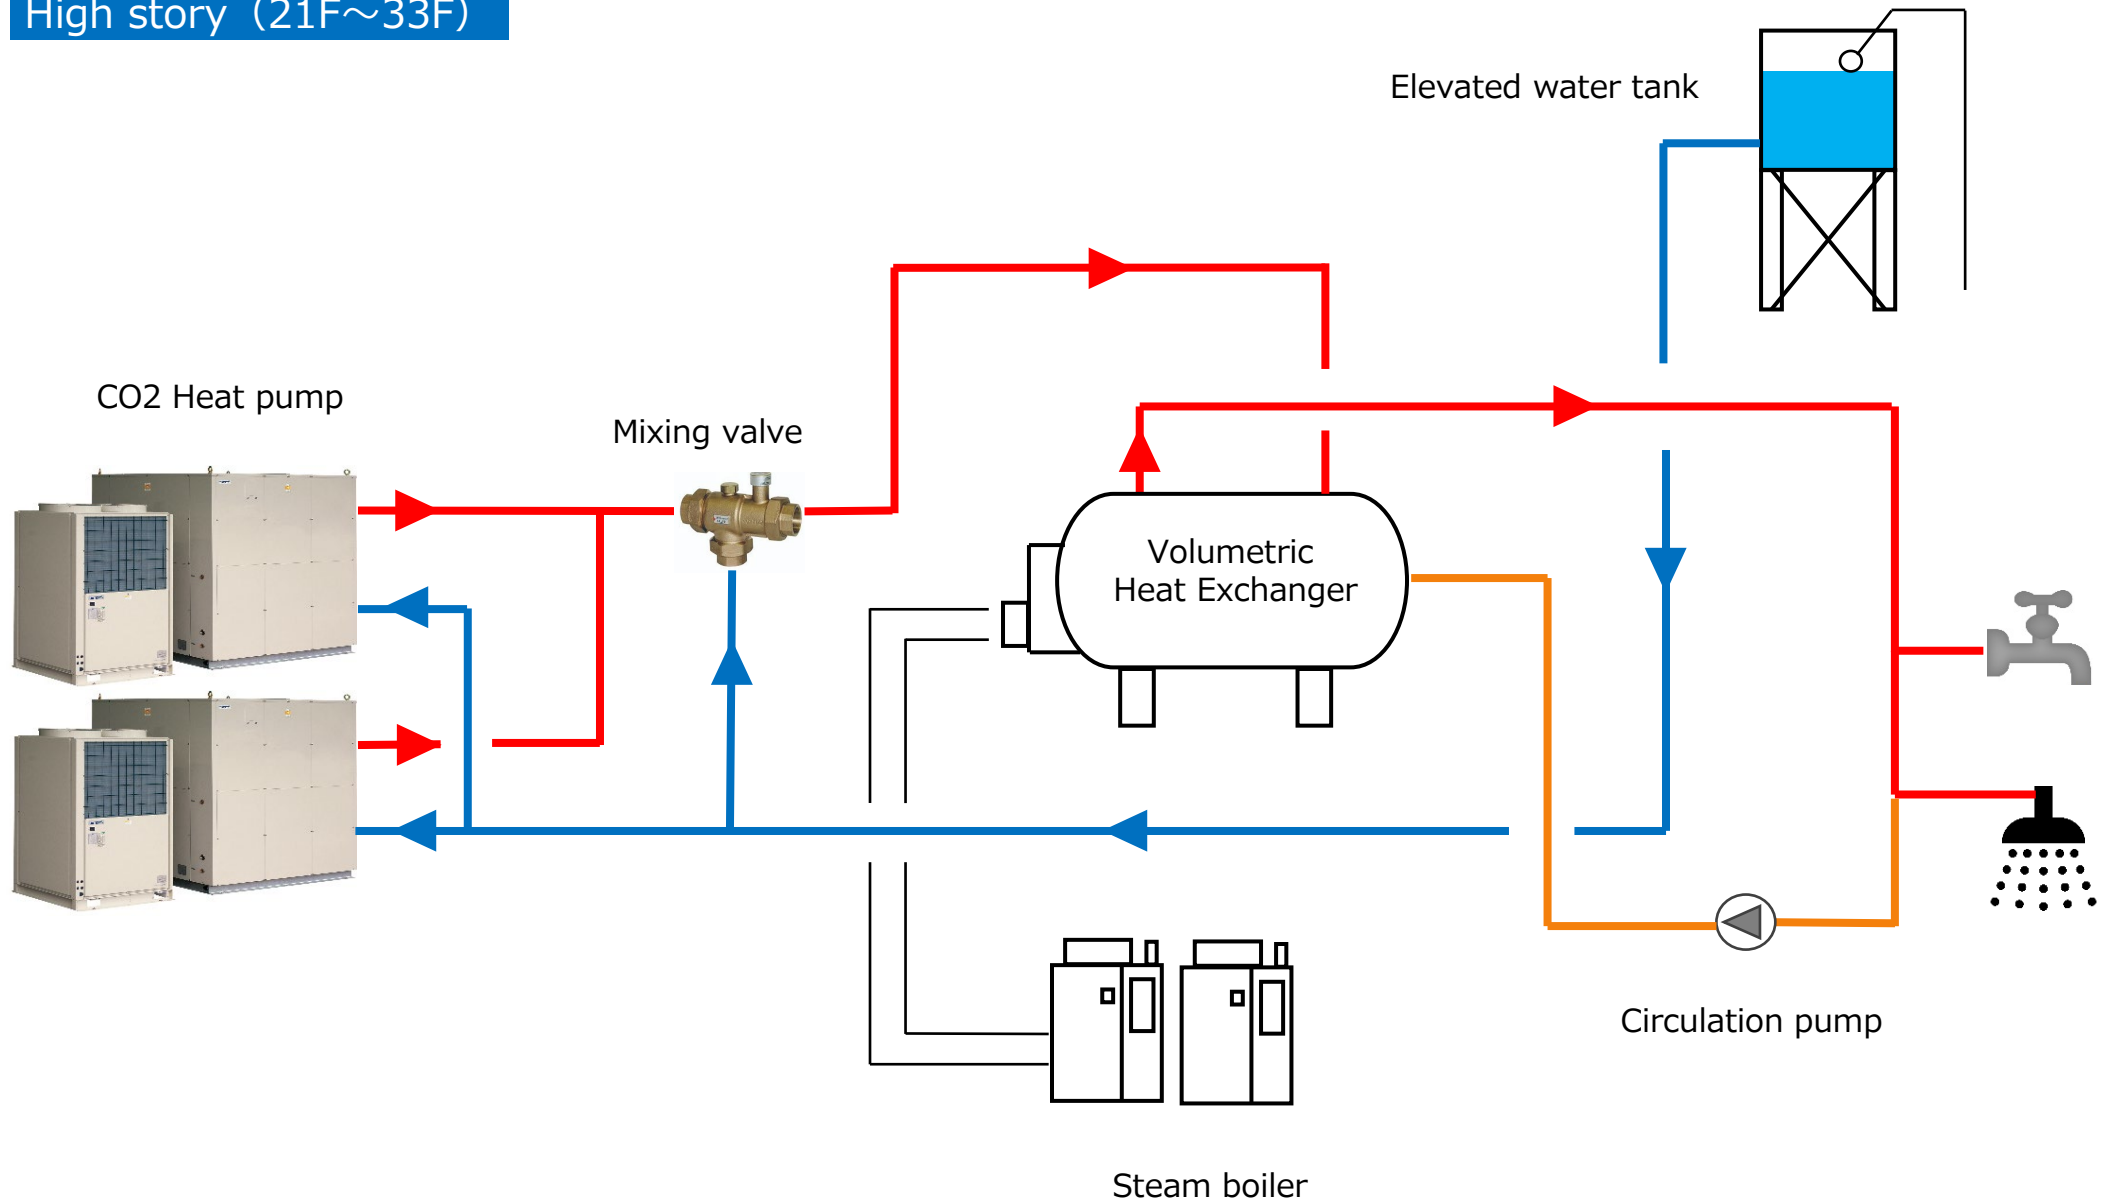 High story（21F～33F）
Elevated water tank
CO2 Heat pump
Mixing valve
Volumetric
Heat Exchanger
Circulation pump
Steam boiler